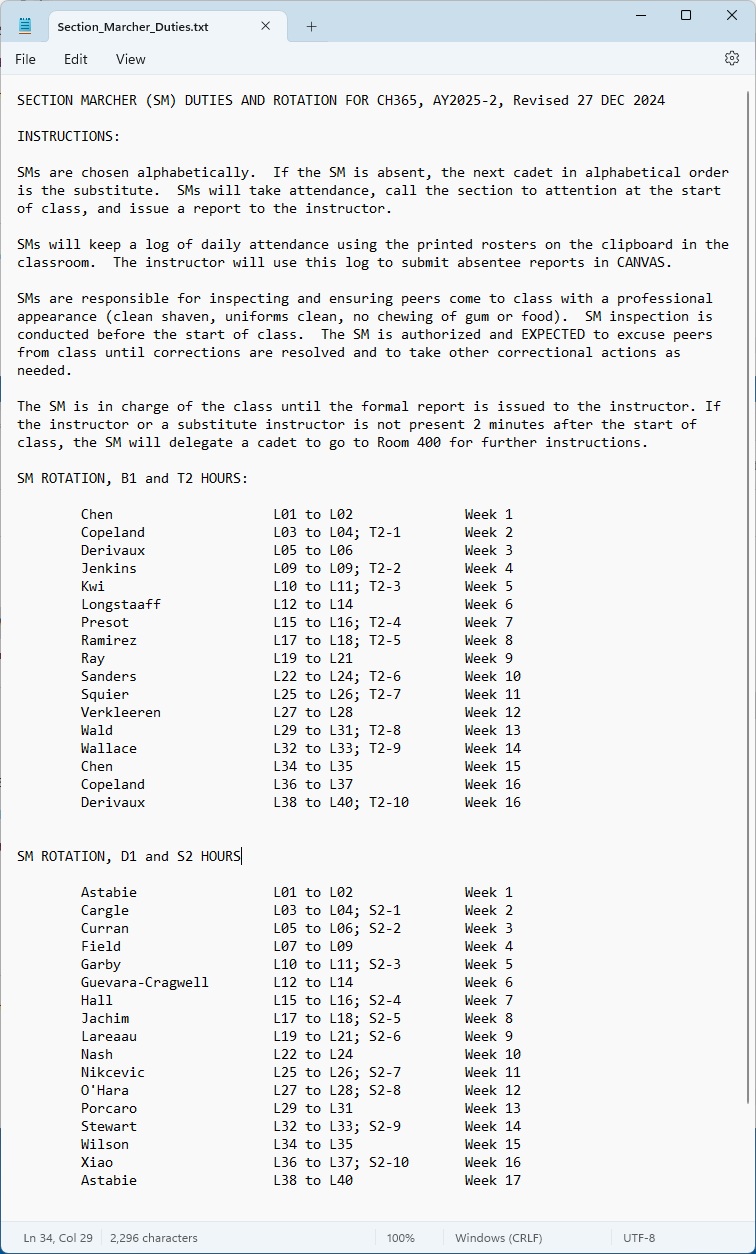 Section_Marcher_Duties.txt
File Edit View
SECTION MARCHER (SM) DUTIES AND ROTATION FOR CH365, AY2025-2, Revised 27 DEC 2024
INSTRUCTIONS:
SMs are chosen alphabetically.  If the SM is absent, the next cadet in alphabetical order
is the substitute.  SMs will take attendance, call the section to attention at the start
of class, and issue a report to the instructor.
SMs will keep a log of daily attendance using the printed rosters on the clipboard in the
classroom.  The instructor will use this log to submit absentee reports in CANVAS.
SMs are responsible for inspecting and ensuring peers come to class with a professional
appearance (clean shaven, uniforms clean, no chewing of gum or food).  SM inspection is
conducted before the start of class.  The SM is authorized and EXPECTED to excuse peers
from class until corrections are resolved and to take other correctional actions as
needed.
The SM is in charge of the class until the formal report is issued to the instructor. If
the instructor or a substitute instructor is not present 2 minutes after the start of
class, the SM will delegate a cadet to go to Room 400 for further instructions.
SM ROTATION, B1 and T2 HOURS:
Chen L01 to L02 Week 1
Copeland L03 to L04; T2-1 Week 2
Derivaux L05 to L06 Week 3
Jenkins L09 to L09; T2-2 Week 4
Kwi L10 to L11; T2-3 Week 5
Longstaaff L12 to L14 Week 6
Presot L15 to L16; T2-4 Week 7
Ramirez L17 to L18; T2-5 Week 8
Ray L19 to L21 Week 9
Sanders L22 to L24; T2-6 Week 10
Squier L25 to L26; T2-7 Week 11
Verkleeren L27 to L28 Week 12
Wald L29 to L31; T2-8 Week 13
Wallace L32 to L33; T2-9 Week 14
Chen L34 to L35 Week 15
Copeland L36 to L37 Week 16
Derivaux L38 to L40; T2-10 Week 16
SM ROTATION, D1 and S2 HOURS
Astabie L01 to L02 Week 1
Cargle L03 to L04; S2-1 Week 2
Curran L05 to L06; S2-2 Week 3
Field L07 to L09 Week 4
Garby L10 to L11; S2-3 Week 5
Guevara-Cragwell L12 to L14 Week 6
Hall L15 to L16; S2-4 Week 7
Jachim L17 to L18; S2-5 Week 8
Lareaau L19 to L21; S2-6 Week 9
Nash L22 to L24 Week 10
Nikcevic L25 to L26; S2-7 Week 11
O'Hara L27 to L28; S2-8 Week 12
Porcaro L29 to L31 Week 13
Stewart L32 to L33; S2-9 Week 14
Wilson L34 to L35 Week 15
Xiao L36 to L37; S2-10 Week 16
Astabie L38 to L40 Week 17
Ln 34, Col 29 2,296 characters 100% Windows (CRLF) UTF-8